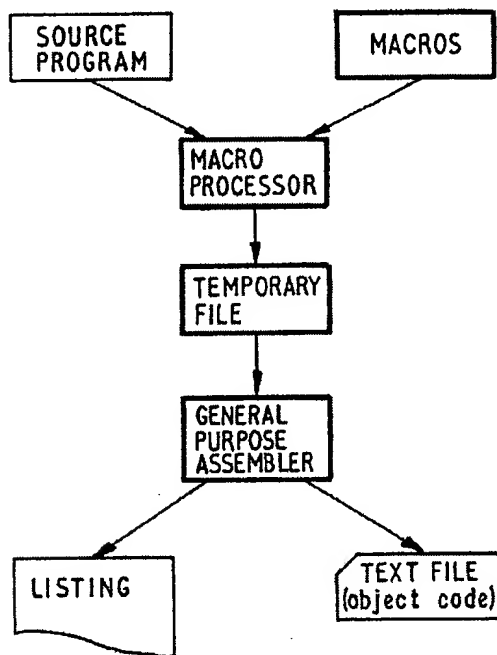 SOURCE
PROGRAM
MACROS
MACRO
PROCESSOR
TEMPORARY
FILE
GENERAL
PURPOSE
ASSEMBLER
LISTING
TEXT FILE
(object code)